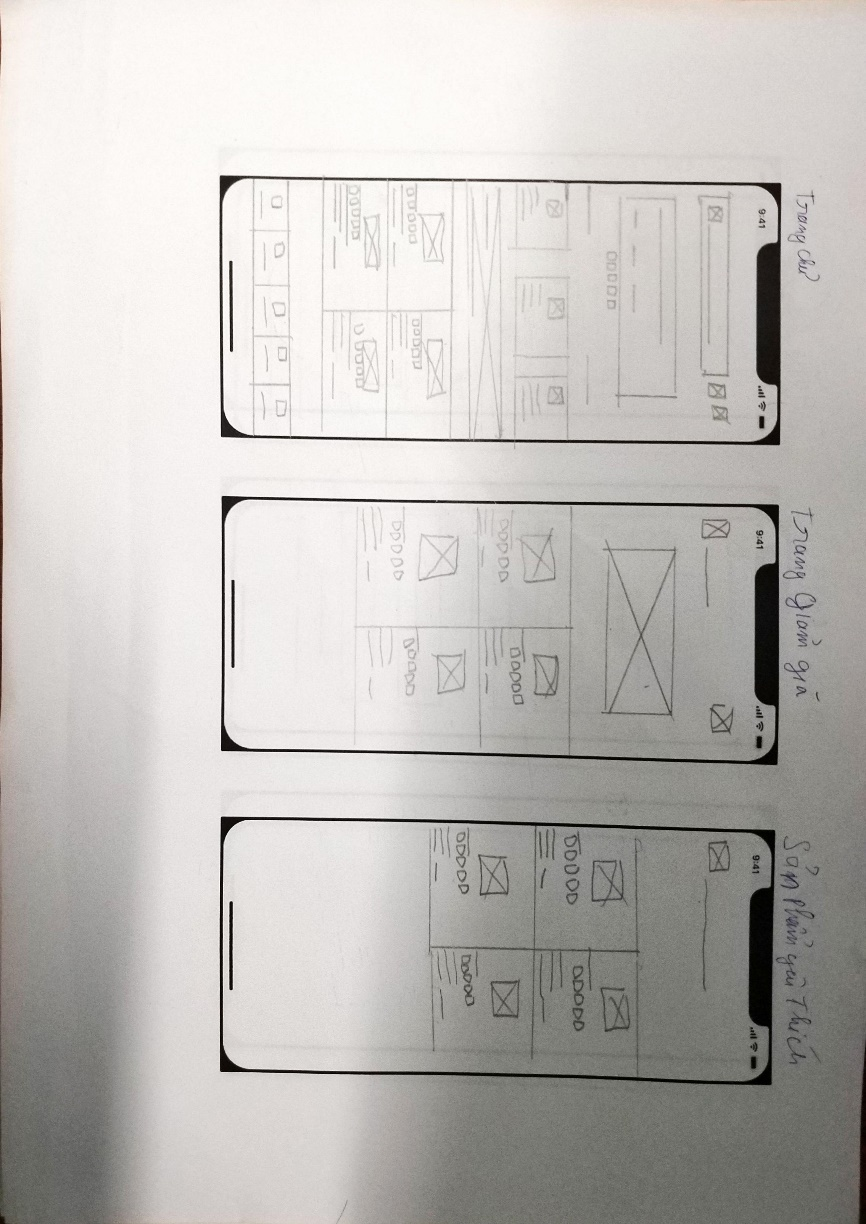 Trang chủ
9:41
Trang Giảm giá
9:41
Sản phẩm yêu Thích
9:41